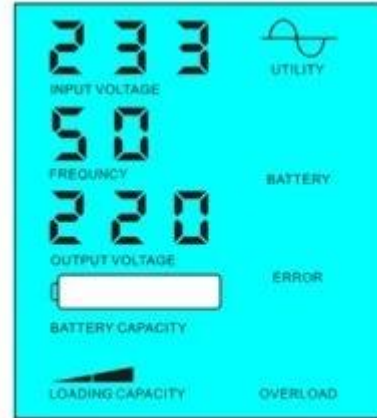 233
INPUT VOLTAGE
UTILITY
50
FREQUNCY
BATTERY
220
OUTPUT VOLTAGE
ERROR
BATTERY CAPACITY
LOADING CAPACITY
OVERLOAD